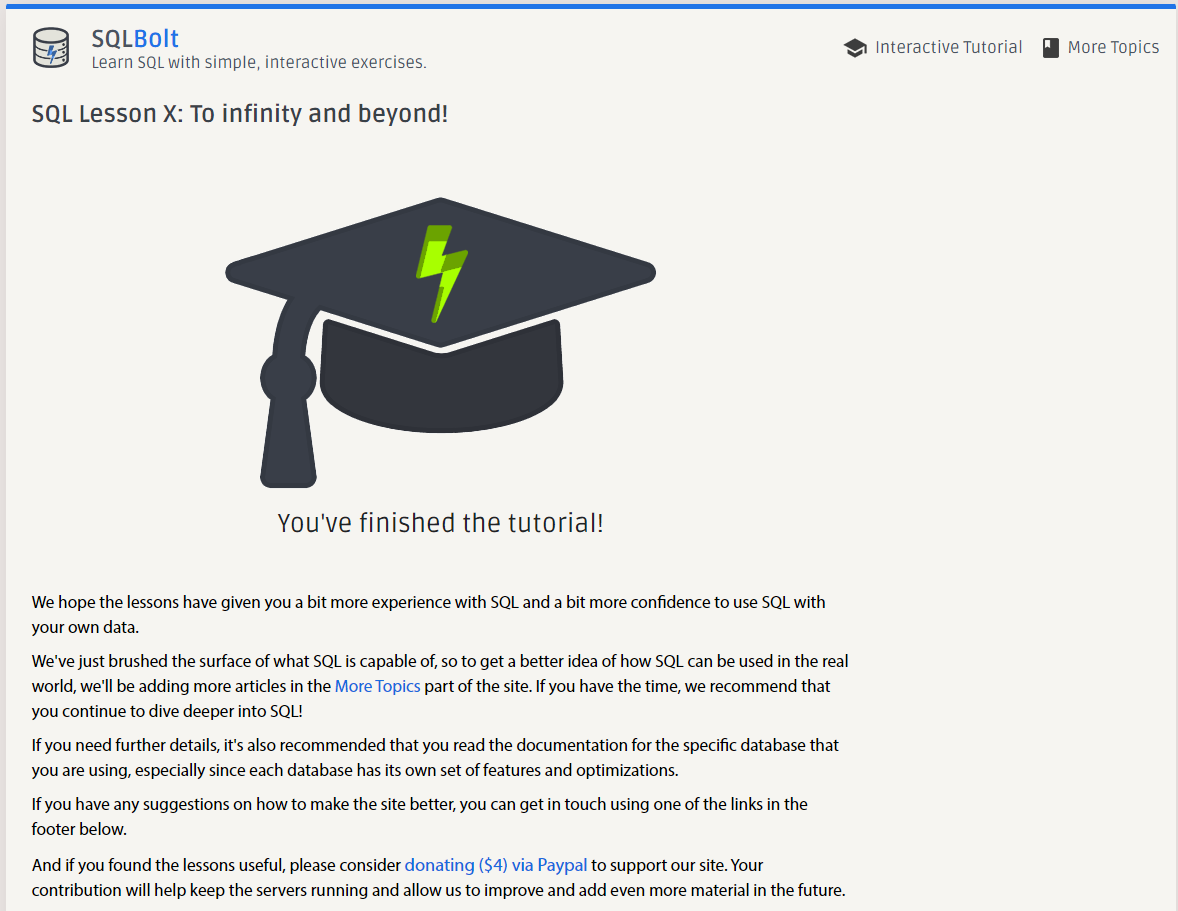 SQLBolt
Learn SQL with simple, interactive exercises.
Interactive Tutorial
More Topics
SQL Lesson X: To infinity and beyond!
You've finished the tutorial!
We hope the lessons have given you a bit more experience with SQL and a bit more confidence to use SQL with
your own data.
We've just brushed the surface of what SQL is capable of, so to get a better idea of how SQL can be used in the real
world, we'll be adding more articles in the More Topics part of the site. If you have the time, we recommend that
you continue to dive deeper into SQL!
If you need further details, it's also recommended that you read the documentation for the specific database that
you are using, especially since each database has its own set of features and optimizations.
If you have any suggestions on how to make the site better, you can get in touch using one of the links in the
footer below.
And if you found the lessons useful, please consider donating ($4) via Paypal to support our site. Your
contribution will help keep the servers running and allow us to improve and add even more material in the future.